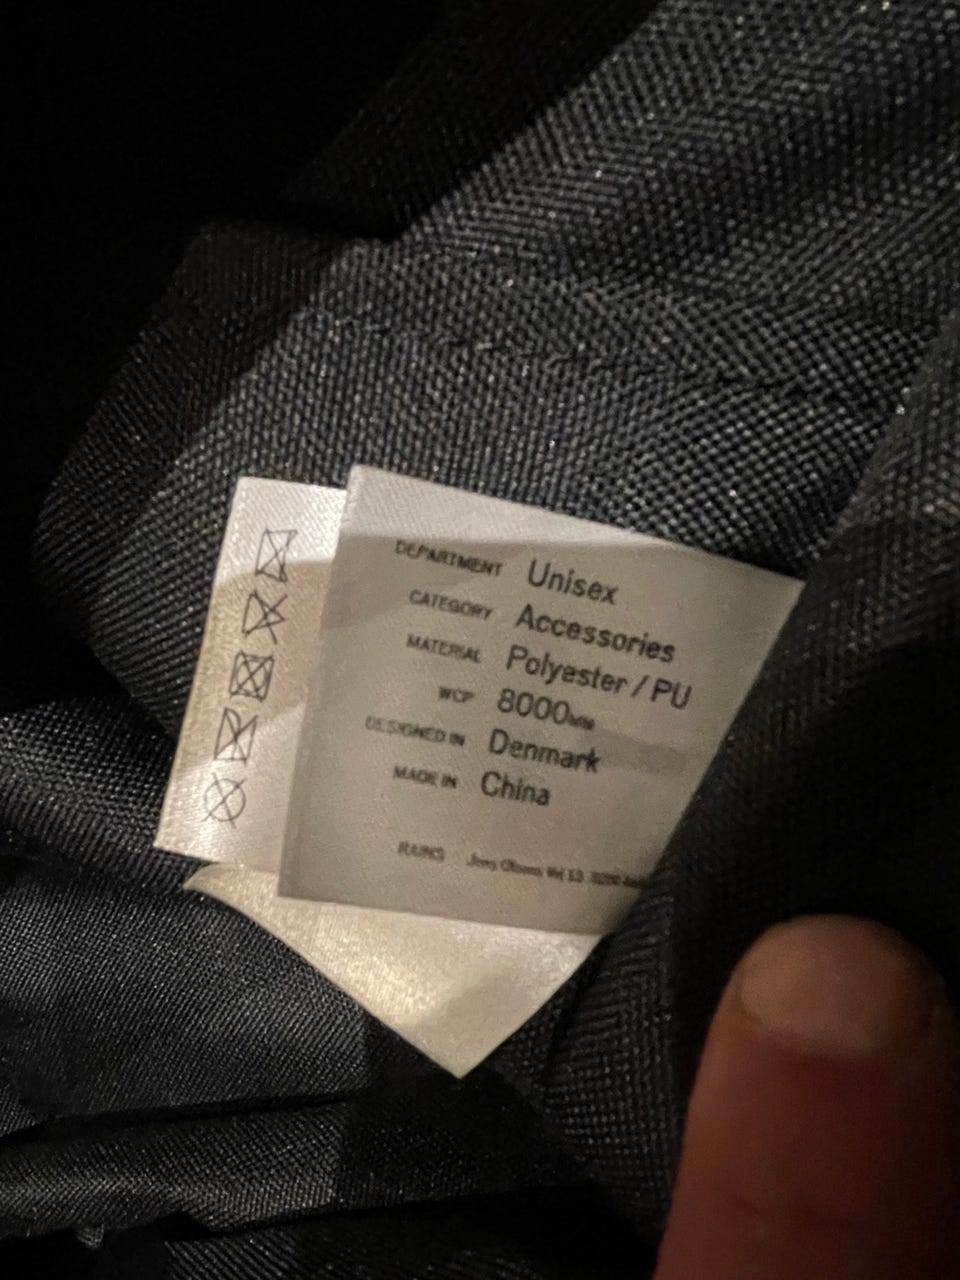 DEPARTMENT Unisex
CATEGORY Accessories
MATERIAL Polyester / PU
WCP 8000MM
DESIGNED IN Denmark
MADE IN China
RAINS